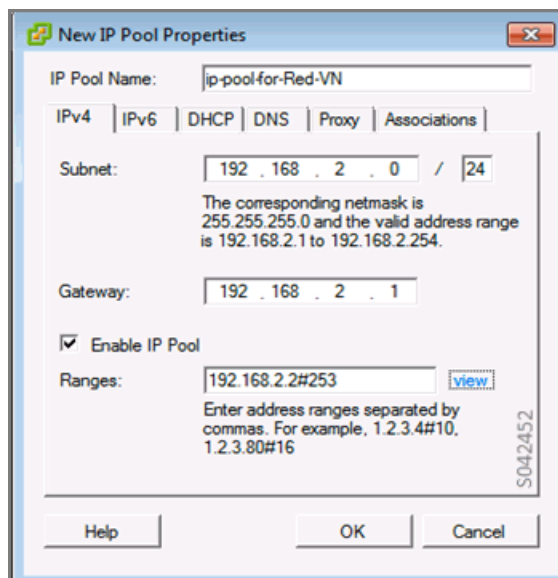 New IP Pool Properties
IP Pool Name: ip-pool-for-Red-VN
IPv4 IPv6 DHCP DNS Proxy Associations
Subnet: 192 . 168 . 2 . 0 / 24
The corresponding netmask is
255.255.255.0 and the valid address range
is 192.168.2.1 to 192.168.2.254.
Gateway: 192 . 168 . 2 . 1
Enable IP Pool
Ranges: 192.168.2.2#253 view
Enter address ranges separated by
commas. For example, 1.2.3.4#10,
1.2.3.80#16
S042452
Help OK Cancel